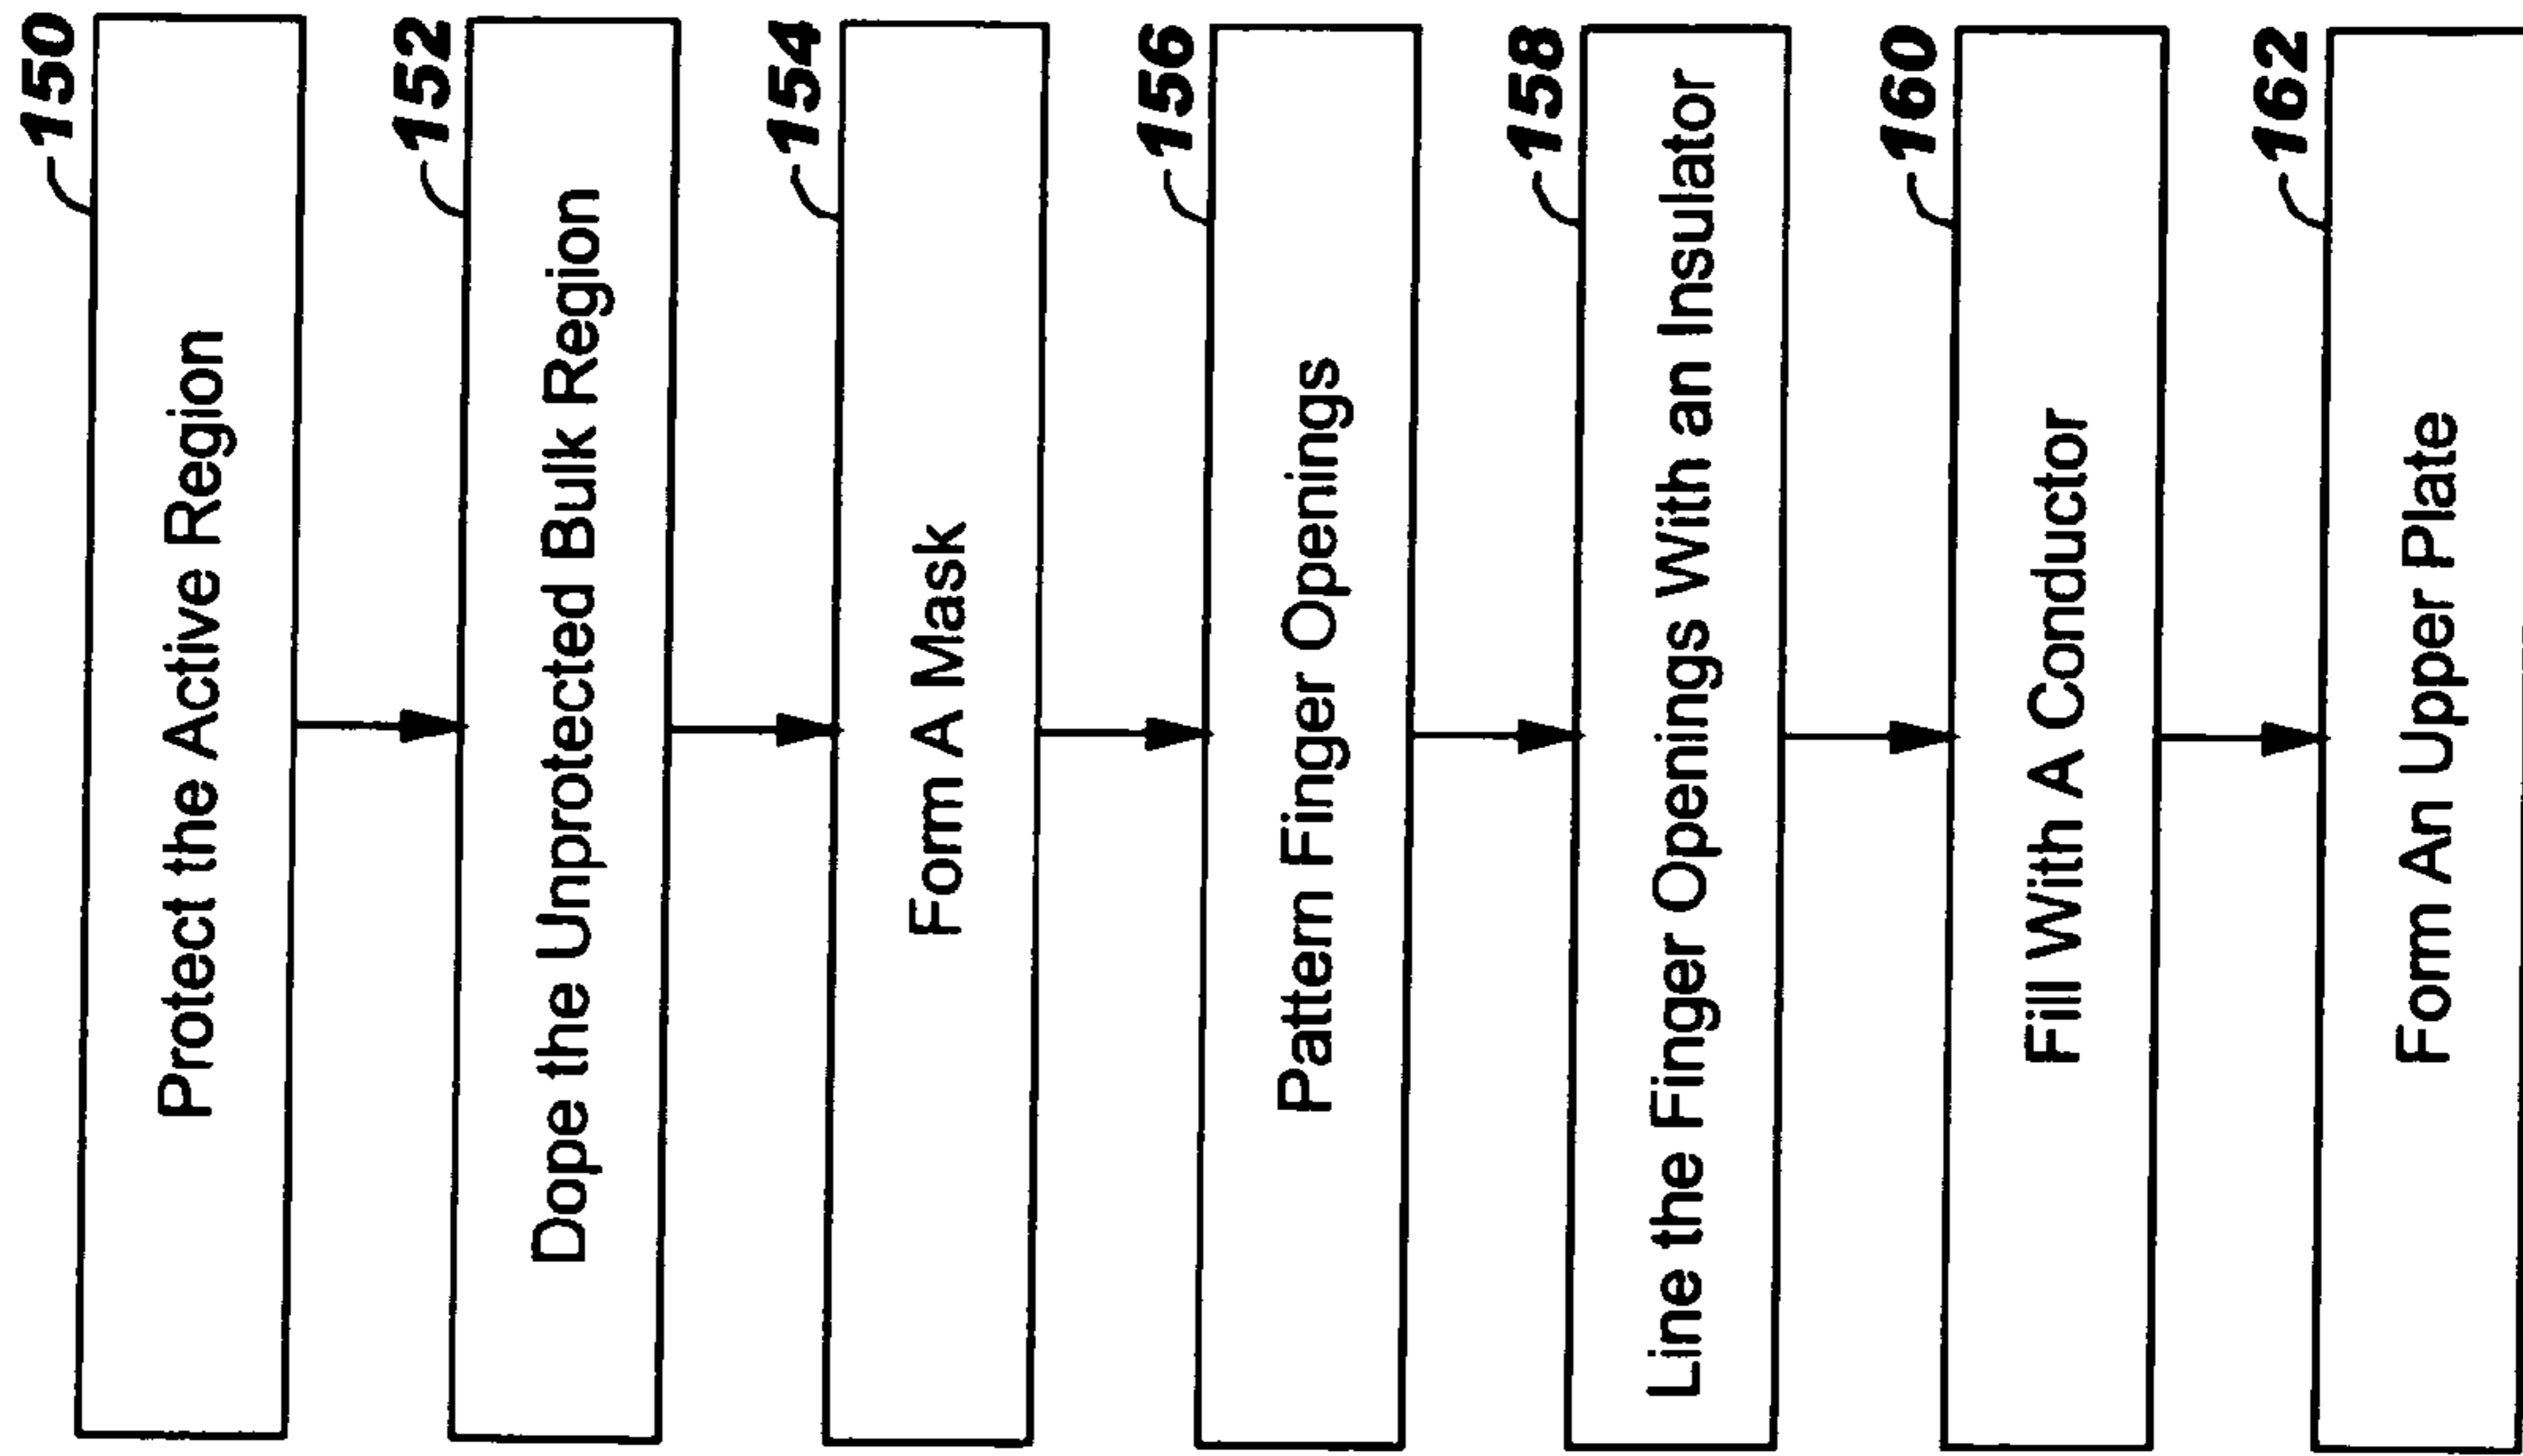 150
Protect the Active Region
152
Dope the Unprotected Bulk Region
154
Form A Mask
156
Pattern Finger Openings
158
Line the Finger Openings With an Insulator
160
Fill With A Conductor
162
Form An Upper Plate